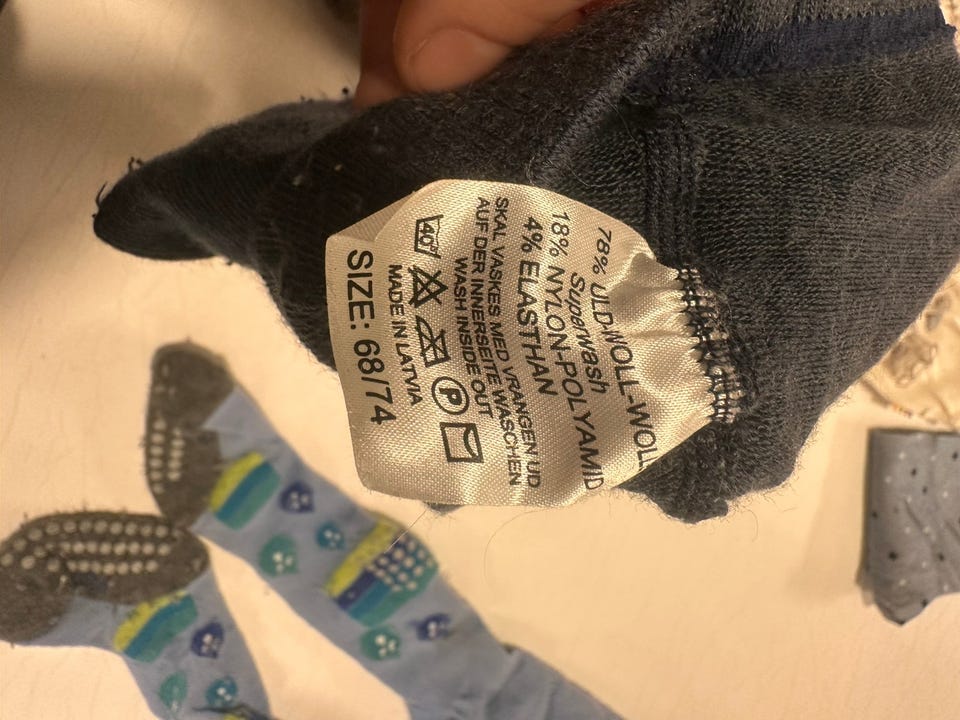 78% ULD-WOLL-WOLL
Superwash
18% NYLON-POLYAMID
4% ELASTHAN
SKAL VASKES MED VRANGEN UD
AUF DER INNERSEITE WASCHEN
WASH INSIDE OUT
40° P
MADE IN LATVIA
SIZE: 68/74